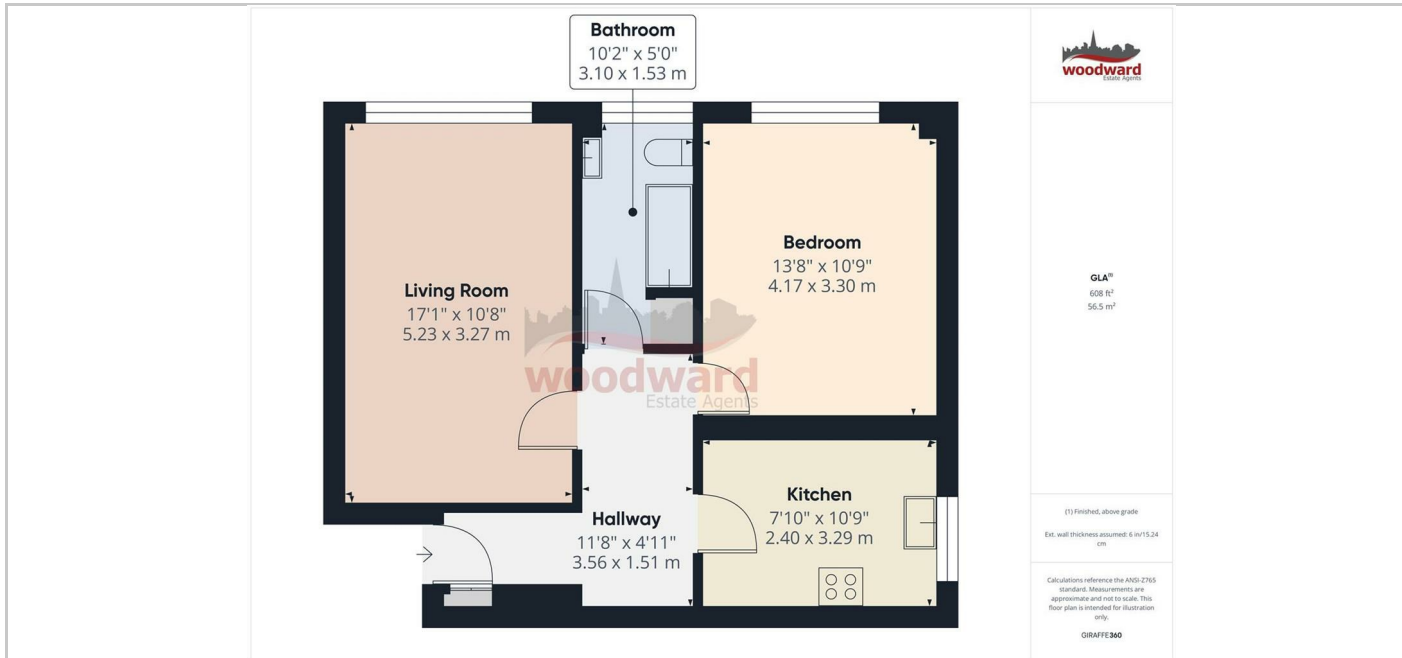 Bathroom
10'2" x 5'0"
3.10 x 1.53 m
Living Room
17'1" x 10'8"
5.23 x 3.27 m
Bedroom
13'8" x 10'9"
4.17 x 3.30 m
woodward
Estate Agents
Kitchen
7'10" x 10'9"
2.40 x 3.29 m
Hallway
11'8" x 4'11"
3.56 x 1.51 m
woodward
Estate Agents
GLA⁽¹⁾
608 ft²
56.5 m²
(1) Finished, above grade
Ext. wall thickness assumed: 6 in/15.24
cm
Calculations reference the ANSI-Z765
standard. Measurements are
approximate and not to scale. This
floor plan is intended for illustration
only.
GIRAFFE360